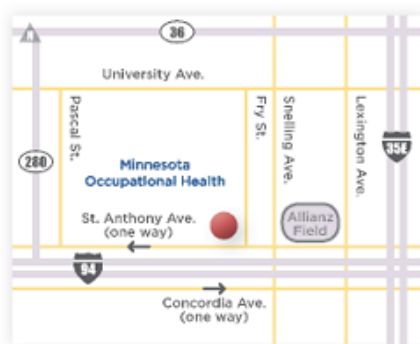 N
36
University Ave.
Pascal St.
Fry St.
Snelling Ave.
Lexington Ave.
280
35E
Minnesota
Occupational Health
St. Anthony Ave.
(one way)
Allianz
Field
94
Concordia Ave.
(one way)